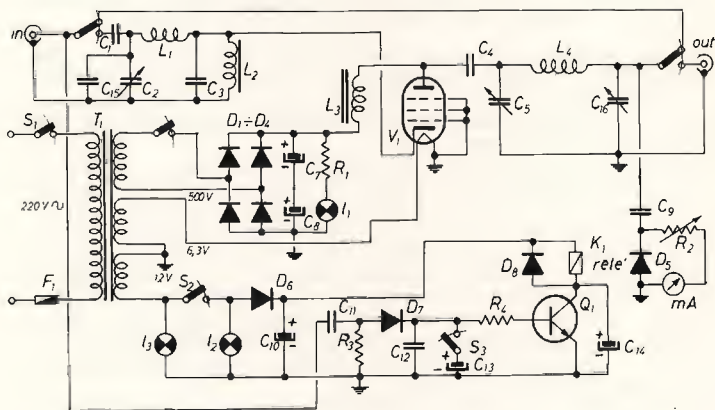 in
C1
L1
L2
C15
C2
C3
L3
V1
C4
L4
C5
C16
out
S1
T1
D1÷D4
C7
R1
C8
I1
500V
220V~
6,3V
12V
F1
S2
D6
I3
I2
C10
C11
R3
D7
C12
S3
C13
R4
D8
K1
relé
Q1
C14
C9
R2
D5
mA